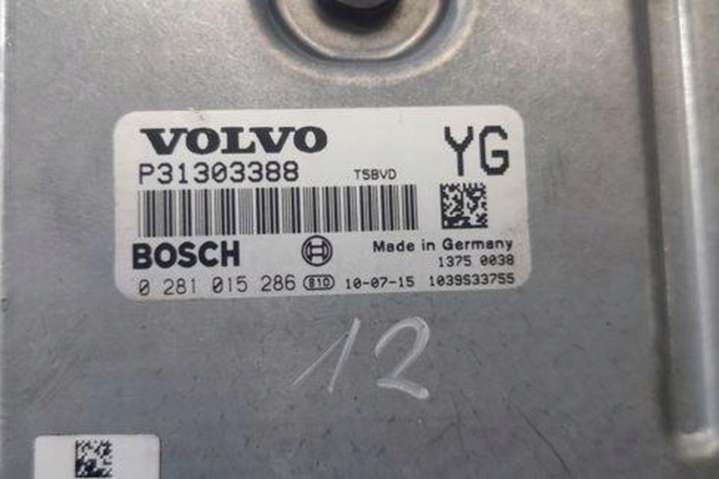 VOLVO YG
P31303388 T5BVD
BOSCH Made in Germany
1375 0038
0 281 015 286 810 10-07-15 1039S33755
12